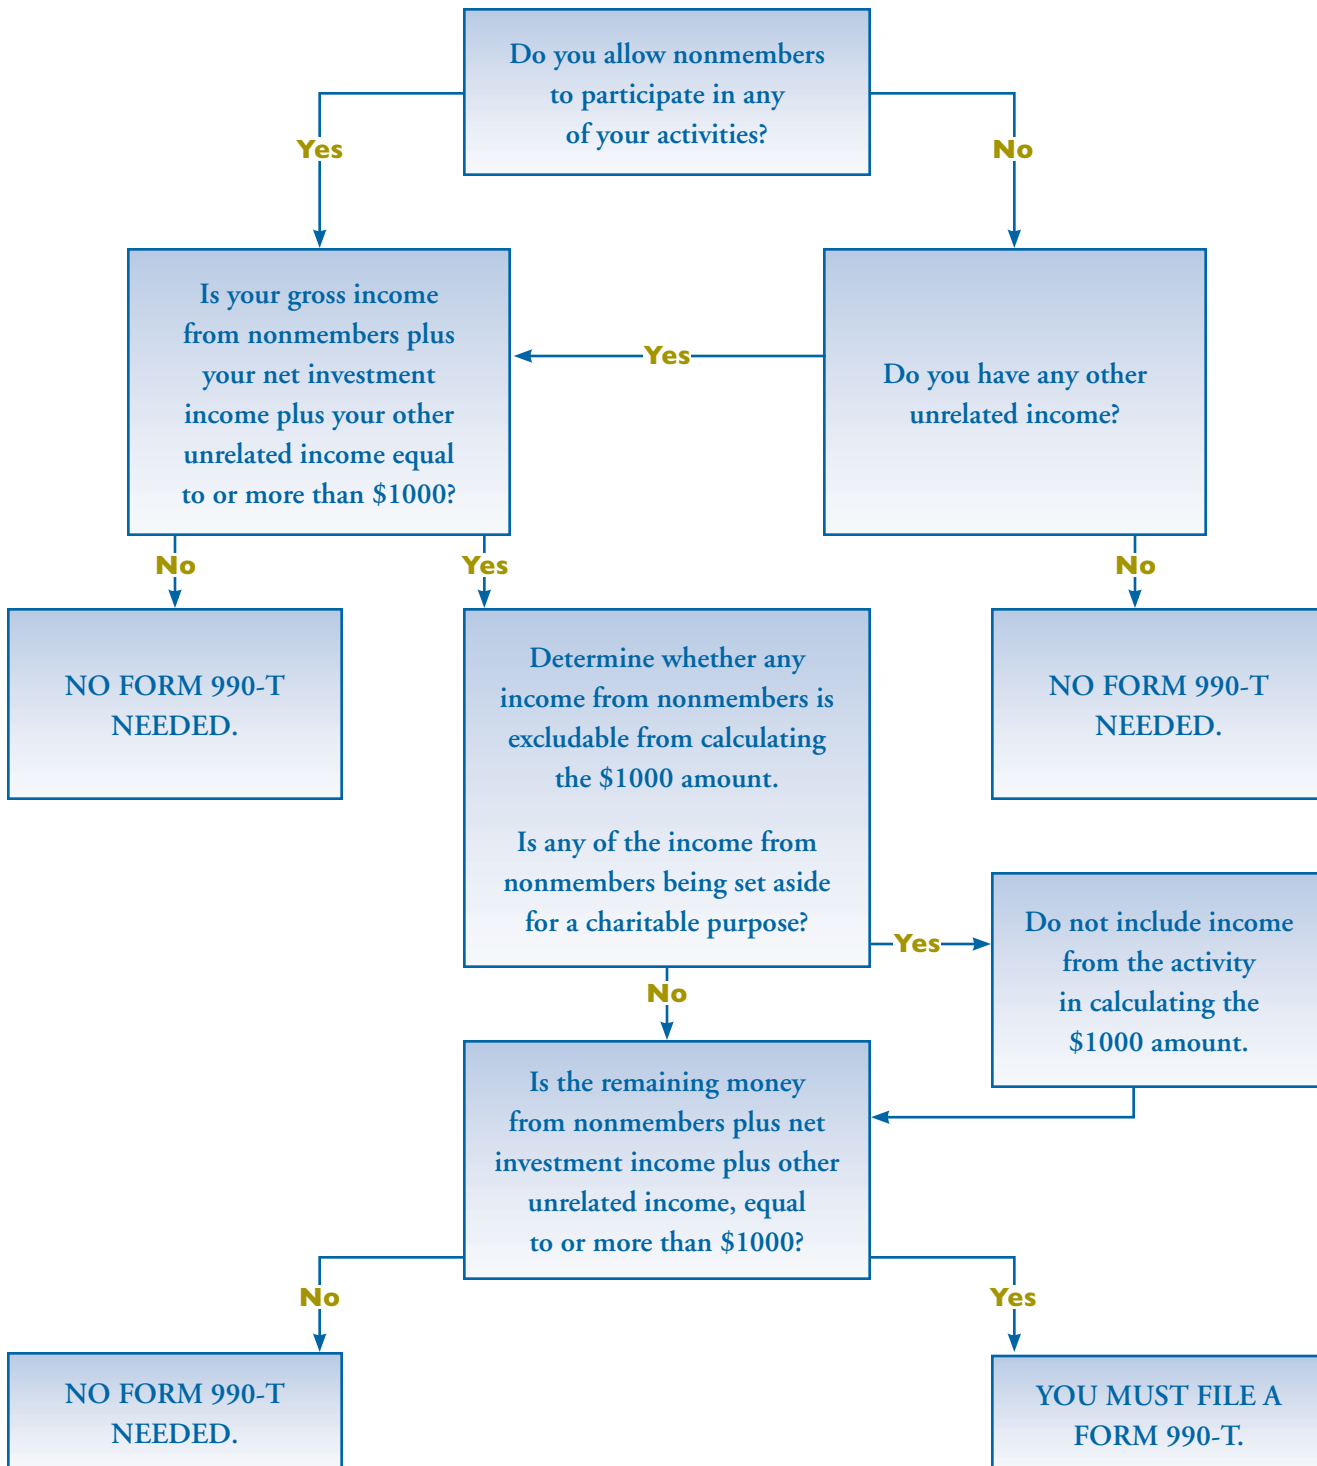 Do you allow nonmembers
to participate in any
of your activities?
Yes
No
Is your gross income
from nonmembers plus
your net investment
income plus your other
unrelated income equal
to or more than $1000?
Yes
Do you have any other
unrelated income?
No
Yes
No
NO FORM 990-T
NEEDED.
Determine whether any
income from nonmembers is
excludable from calculating
the $1000 amount.
Is any of the income from
nonmembers being set aside
for a charitable purpose?
NO FORM 990-T
NEEDED.
Yes
Do not include income
from the activity
in calculating the
$1000 amount.
No
Is the remaining money
from nonmembers plus net
investment income plus other
unrelated income, equal
to or more than $1000?
No
Yes
NO FORM 990-T
NEEDED.
YOU MUST FILE A
FORM 990-T.